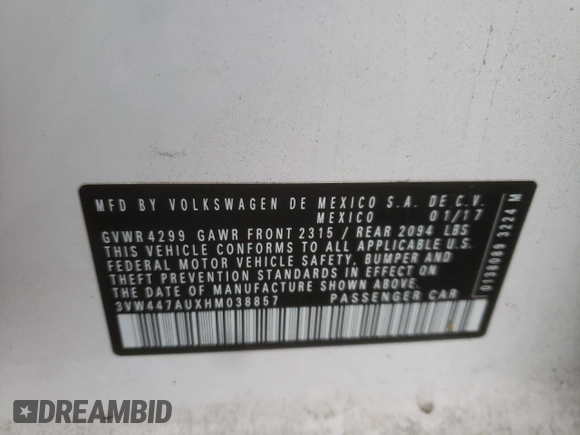 MFD BY VOLKSWAGEN DE MEXICO S.A. DE C.V.
MEXICO 01/17
GVWR 4299 GAWR FRONT 2315 / REAR 2094 LBS
THIS VEHICLE CONFORMS TO ALL APPLICABLE U.S.
FEDERAL MOTOR VEHICLE SAFETY, BUMPER AND
THEFT PREVENTION STANDARDS IN EFFECT ON
THE DATE OF MANUFACTURE SHOWN ABOVE.
3VW447AUXHM038857 PASSENGER CAR
0138089 3224 M
DREAMBID